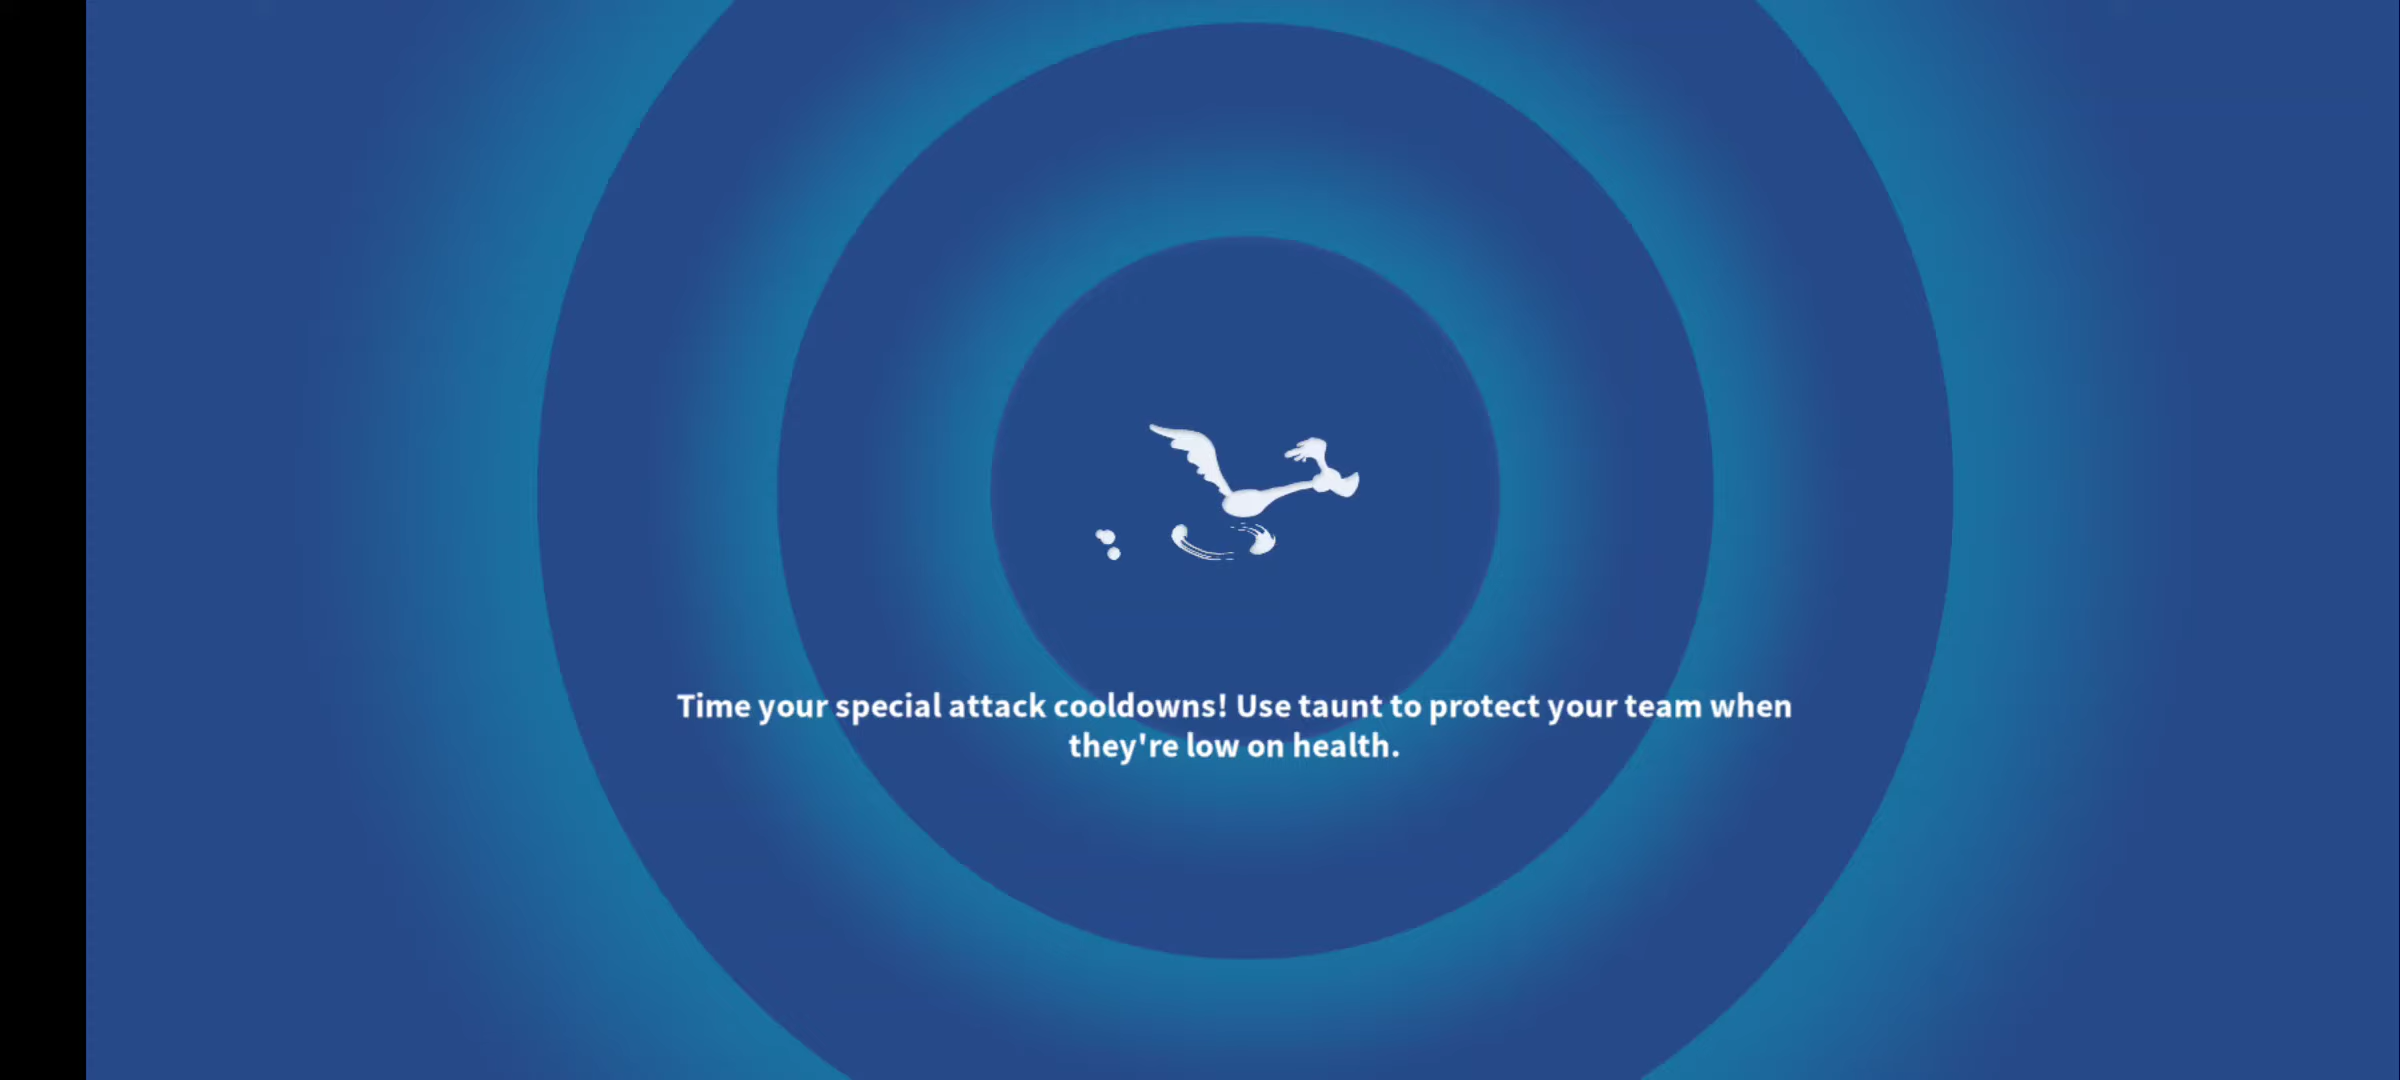 Time your special attack cooldowns! Use taunt to protect your team when
they're low on health.